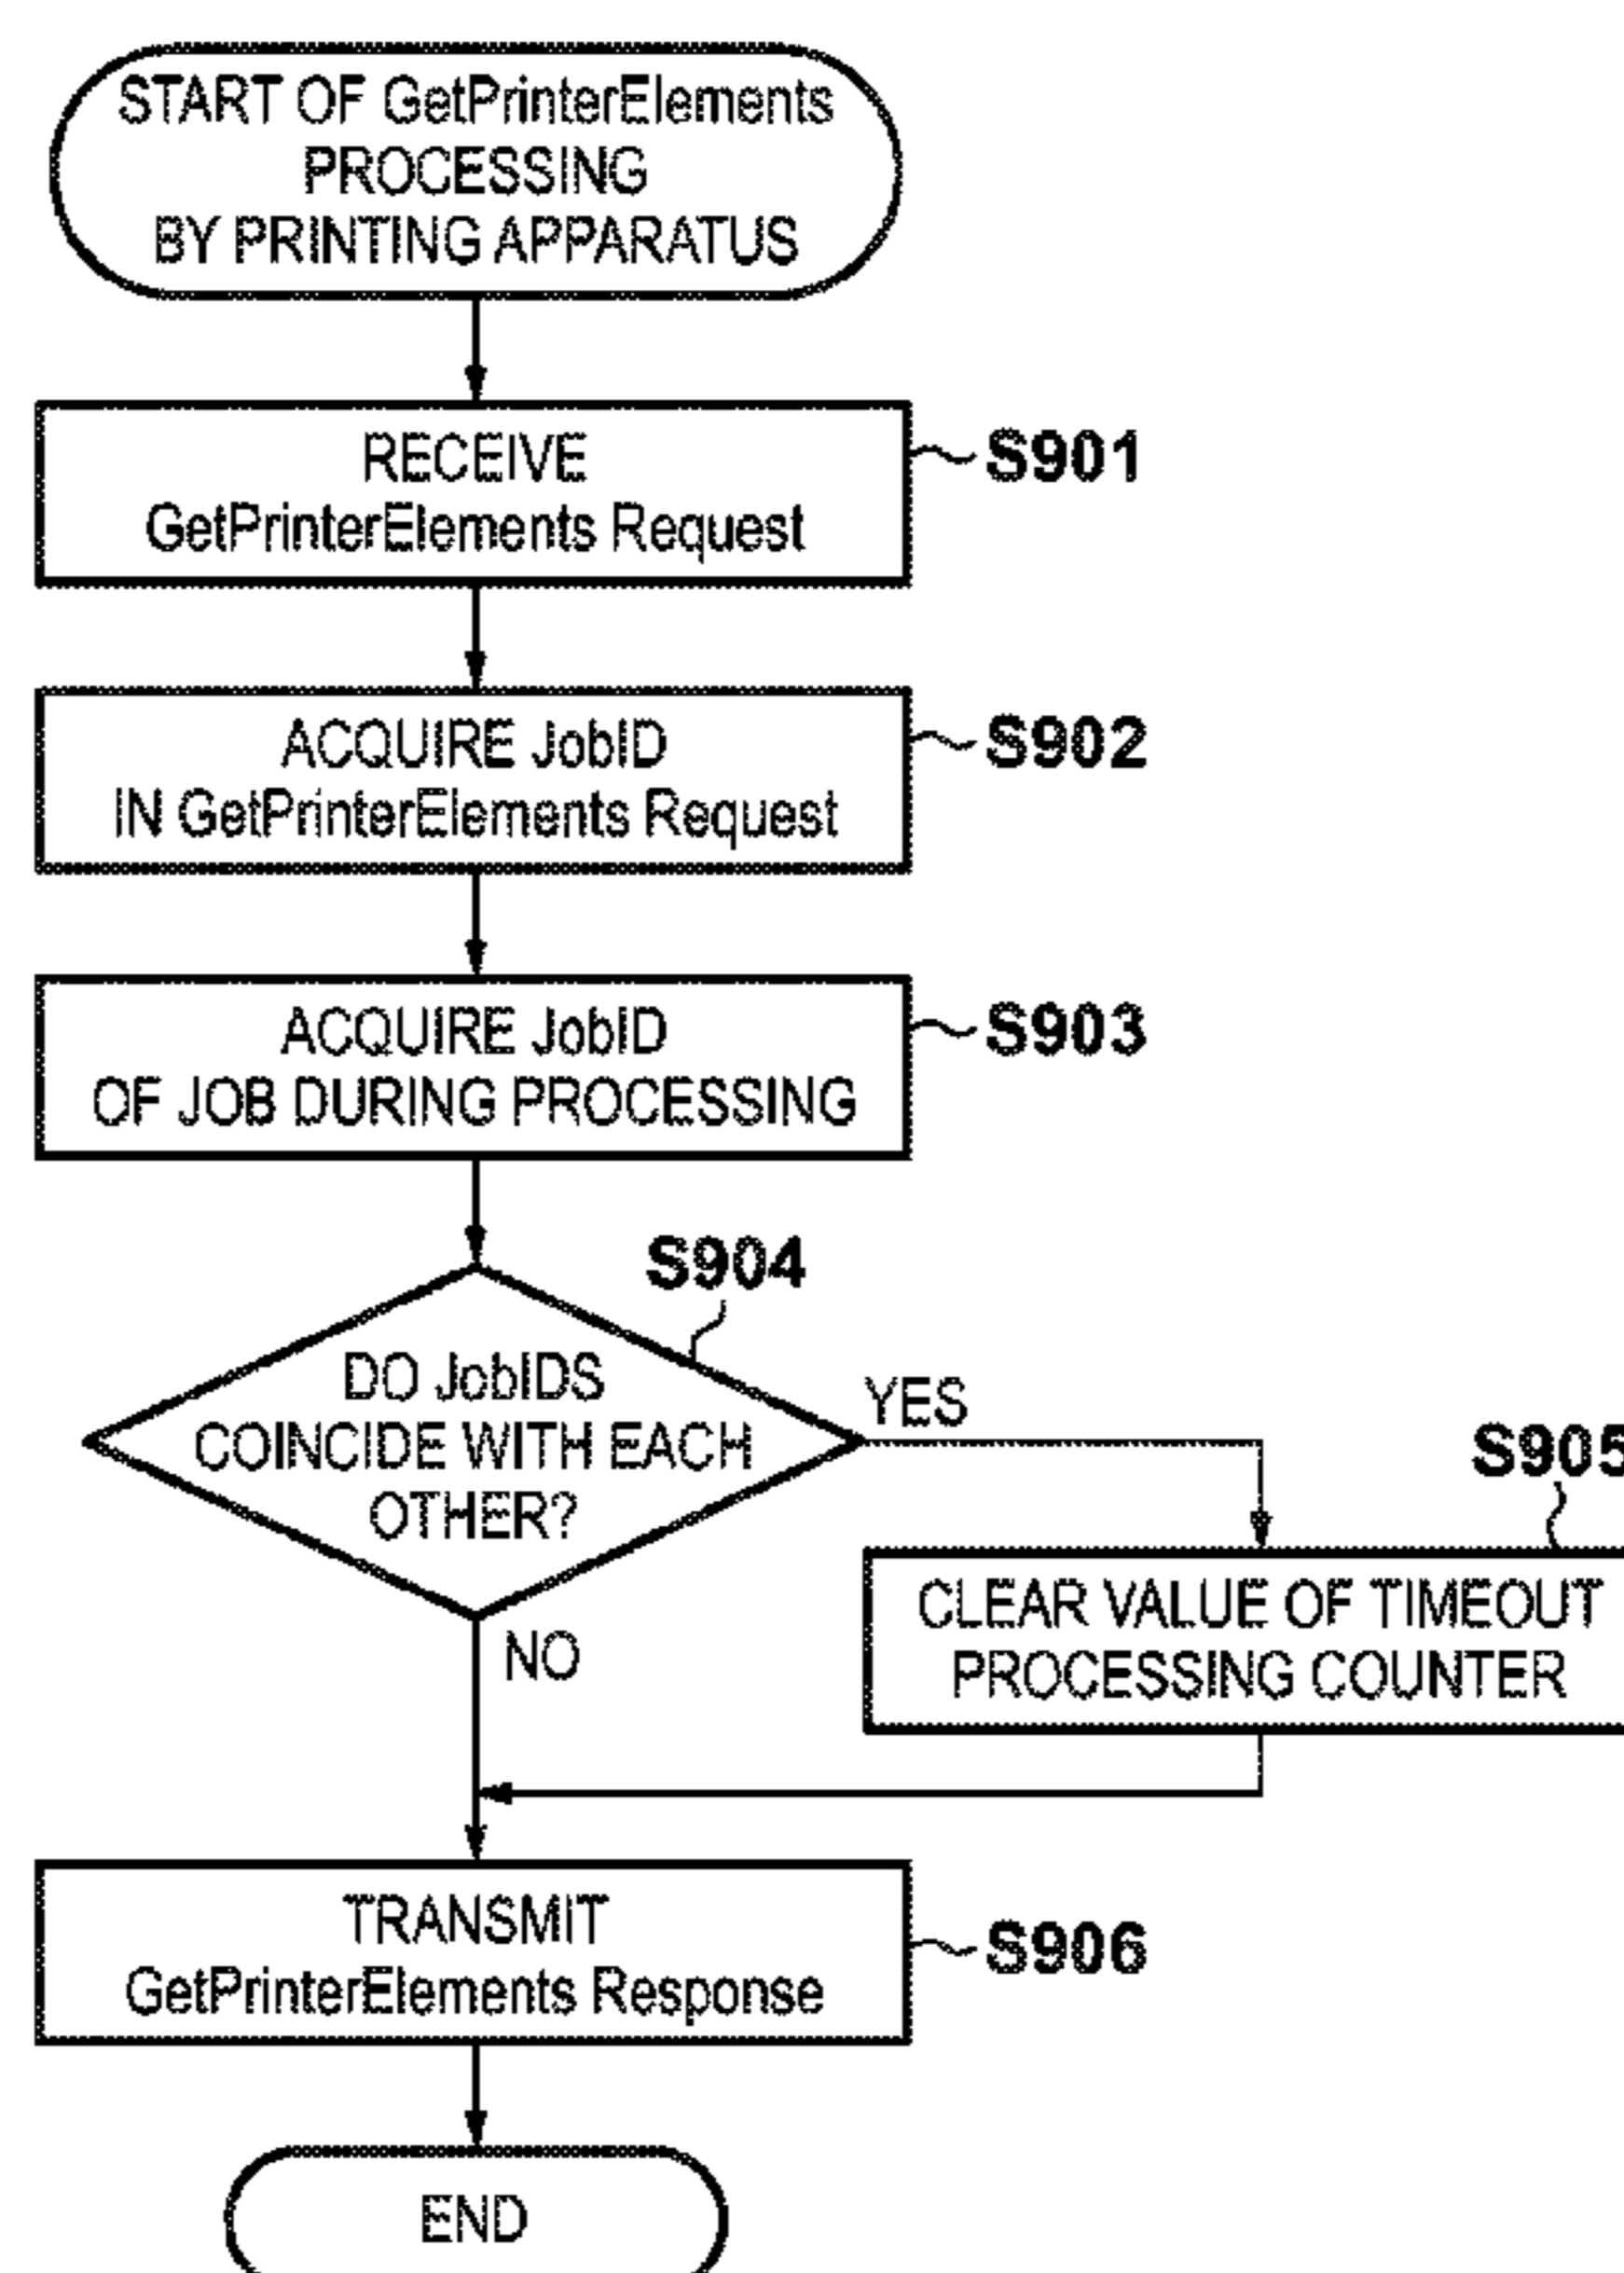 START OF GetPrinterElements
PROCESSING
BY PRINTING APPARATUS
RECEIVE
GetPrinterElements Request
S901
ACQUIRE JobID
IN GetPrinterElements Request
S902
ACQUIRE JobID
OF JOB DURING PROCESSING
S903
S904
DO JobIDS
COINCIDE WITH EACH
OTHER?
YES
NO
S905
CLEAR VALUE OF TIMEOUT
PROCESSING COUNTER
TRANSMIT
GetPrinterElements Response
S906
END